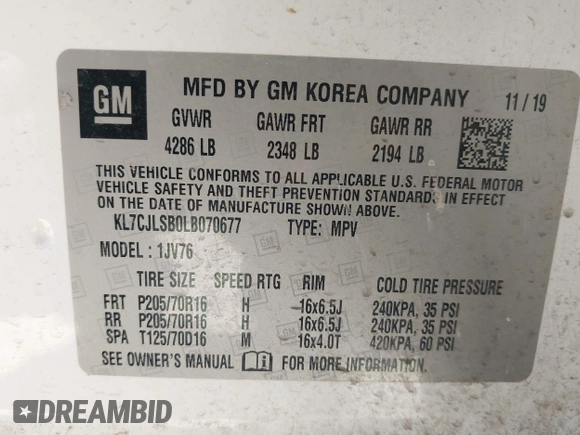 GM MFD BY GM KOREA COMPANY 11/19
GVWR GAWR FRT GAWR RR
4286 LB 2348 LB 2194 LB
THIS VEHICLE CONFORMS TO ALL APPLICABLE U.S. FEDERAL MOTOR
VEHICLE SAFETY AND THEFT PREVENTION STANDARDS IN EFFECT
ON THE DATE OF MANUFACTURE SHOWN ABOVE.
KL7CJLSB0LB070677 TYPE: MPV
MODEL: 1JV76
TIRE SIZE SPEED RTG RIM COLD TIRE PRESSURE
FRT P205/70R16 H 16x6.5J 240KPA, 35 PSI
RR P205/70R16 H 16x6.5J 240KPA, 35 PSI
SPA T125/70D16 M 16x4.0T 420KPA, 60 PSI
SEE OWNER'S MANUAL FOR MORE INFORMATION.
DREAMBID